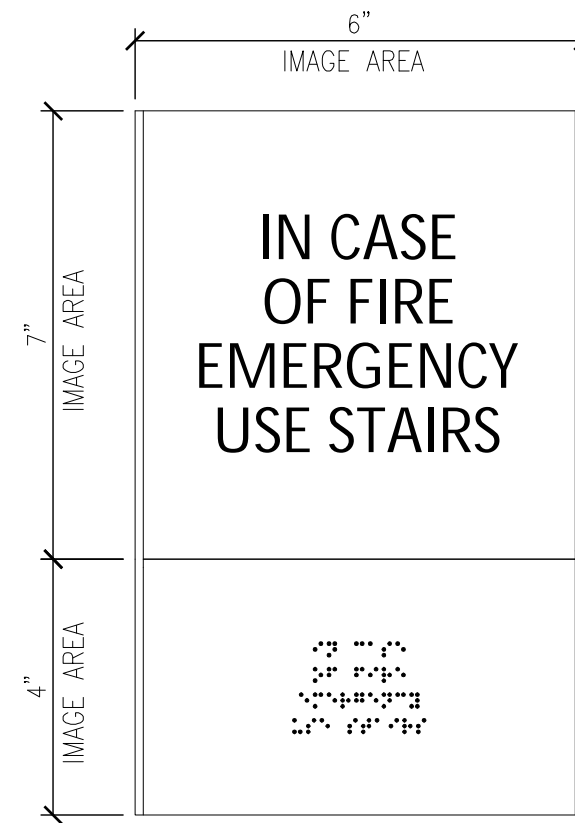 6”
IMAGE AREA
7”
IMAGE AREA
IN CASE
OF FIRE
EMERGENCY
USE STAIRS
4”
IMAGE AREA